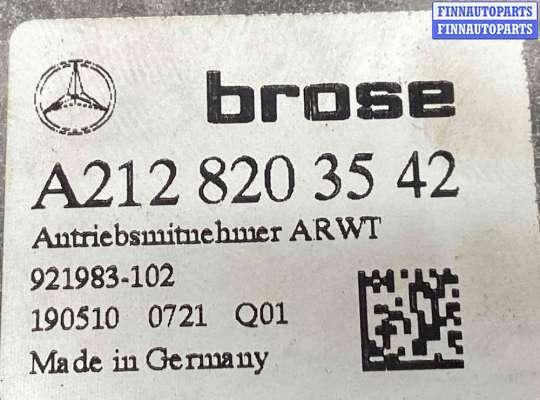 FINNAUTOPARTS
FINNAUTOPARTS
brose
A212 820 35 42
Antriebsmitnehmer ARWT
921983-102
190510 0721 Q01
Made in Germany